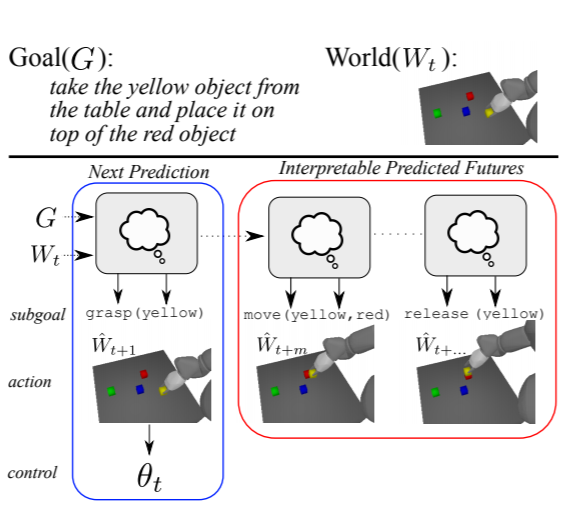 Goal(G):
take the yellow object from
the table and place it on
top of the red object
World(W_t):
Next Prediction
Interpretable Predicted Futures
G
W_t
subgoal
grasp(yellow)
move(yellow,red)
release (yellow)
action
Ŵ_{t+1}
Ŵ_{t+m}
Ŵ_{t+...}
control
θ_t